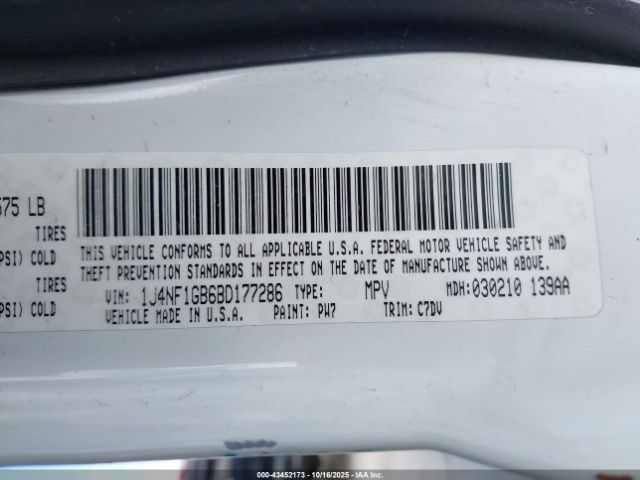 575 LB
TIRES
PSI) COLD
TIRES
PSI) COLD
THIS VEHICLE CONFORMS TO ALL APPLICABLE U.S.A. FEDERAL MOTOR VEHICLE SAFETY AND
THEFT PREVENTION STANDARDS IN EFFECT ON THE DATE OF MANUFACTURE SHOWN ABOVE.
VIN: 1J4NF1GB6BD177286 TYPE: MPV MDH: 030210 139AA
VEHICLE MADE IN U.S.A. PAINT: PW7 TRIM: C7DV
000-43452173 - 10/16/2025 - IAA Inc.